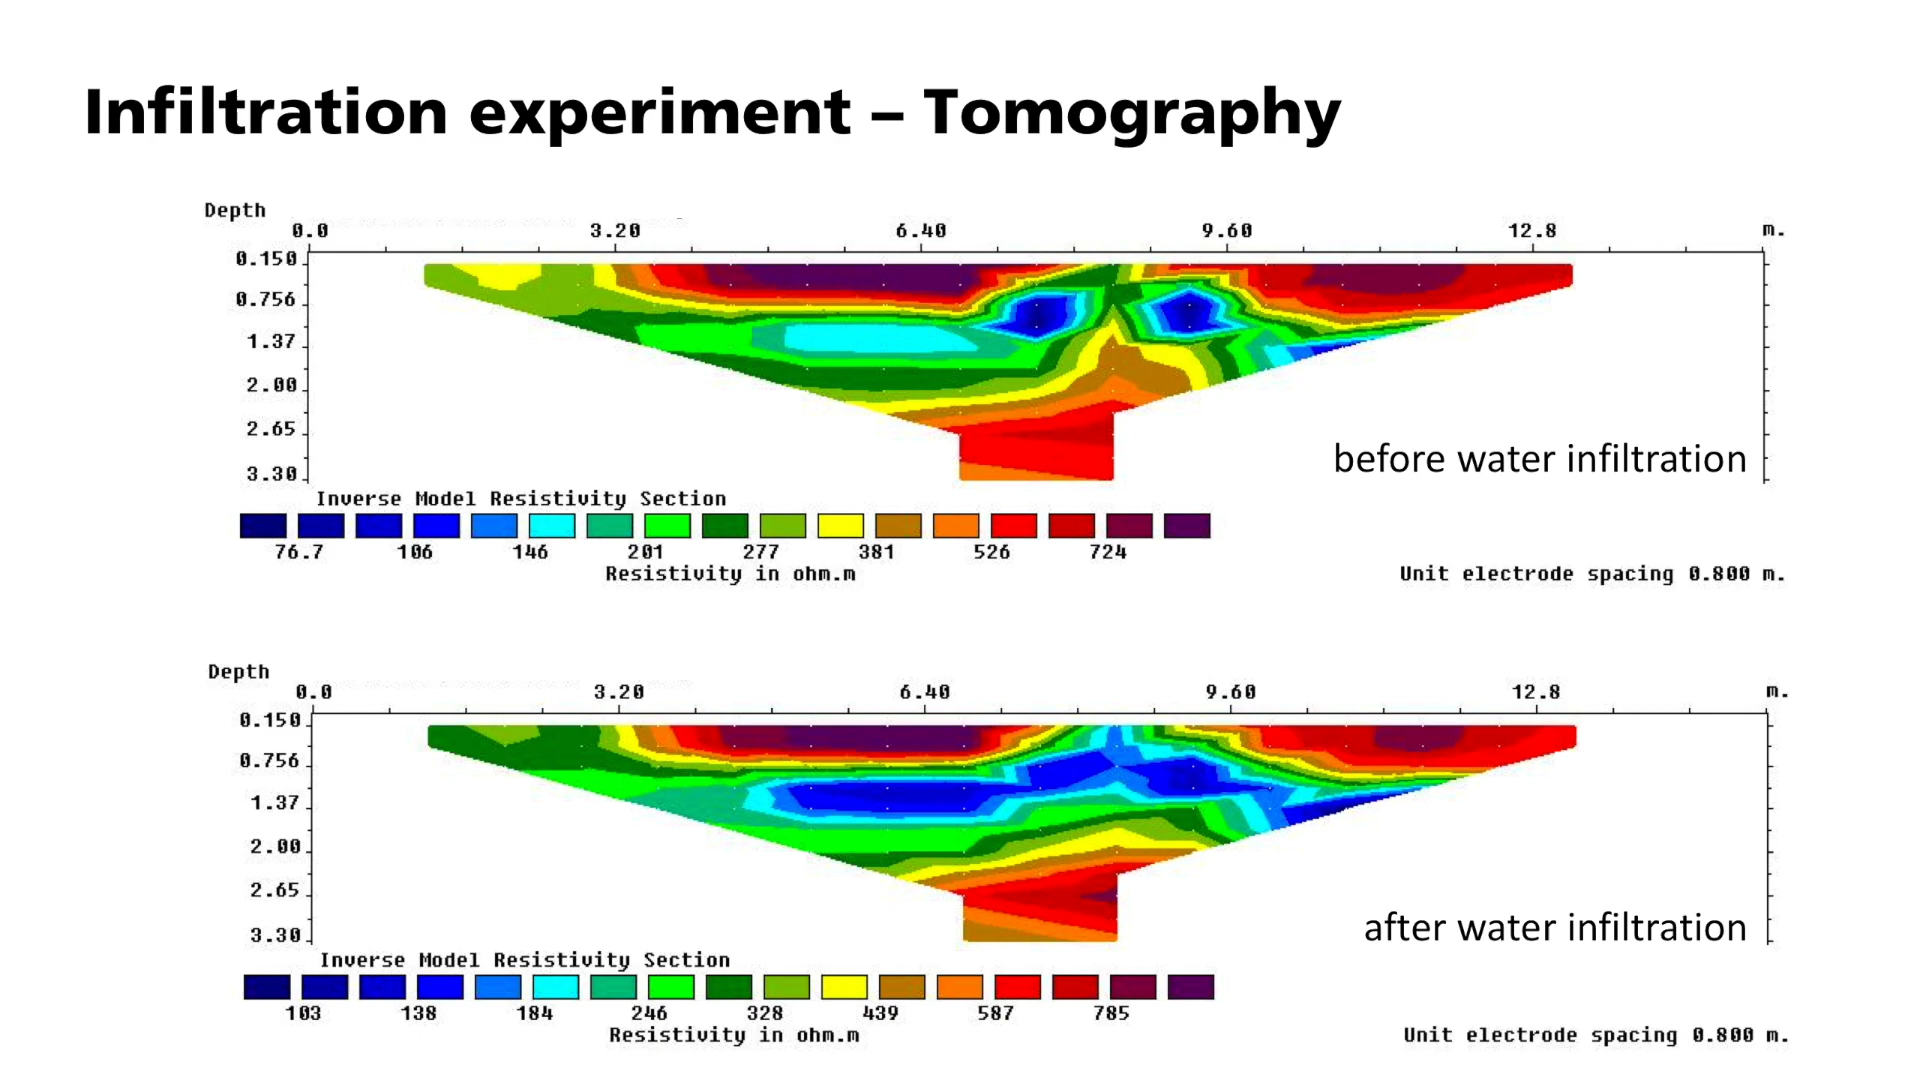 Infiltration experiment – Tomography
Depth
0.0 3.20 6.40 9.60 12.8 m.
0.150
0.756
1.37
2.00
2.65
3.30
before water infiltration
Inverse Model Resistivity Section
76.7 106 146 201 277 381 526 724
Resistivity in ohm.m
Unit electrode spacing 0.800 m.
Depth
0.0 3.20 6.40 9.60 12.8 m.
0.150
0.756
1.37
2.00
2.65
3.30
after water infiltration
Inverse Model Resistivity Section
103 138 184 246 328 439 587 785
Resistivity in ohm.m
Unit electrode spacing 0.800 m.